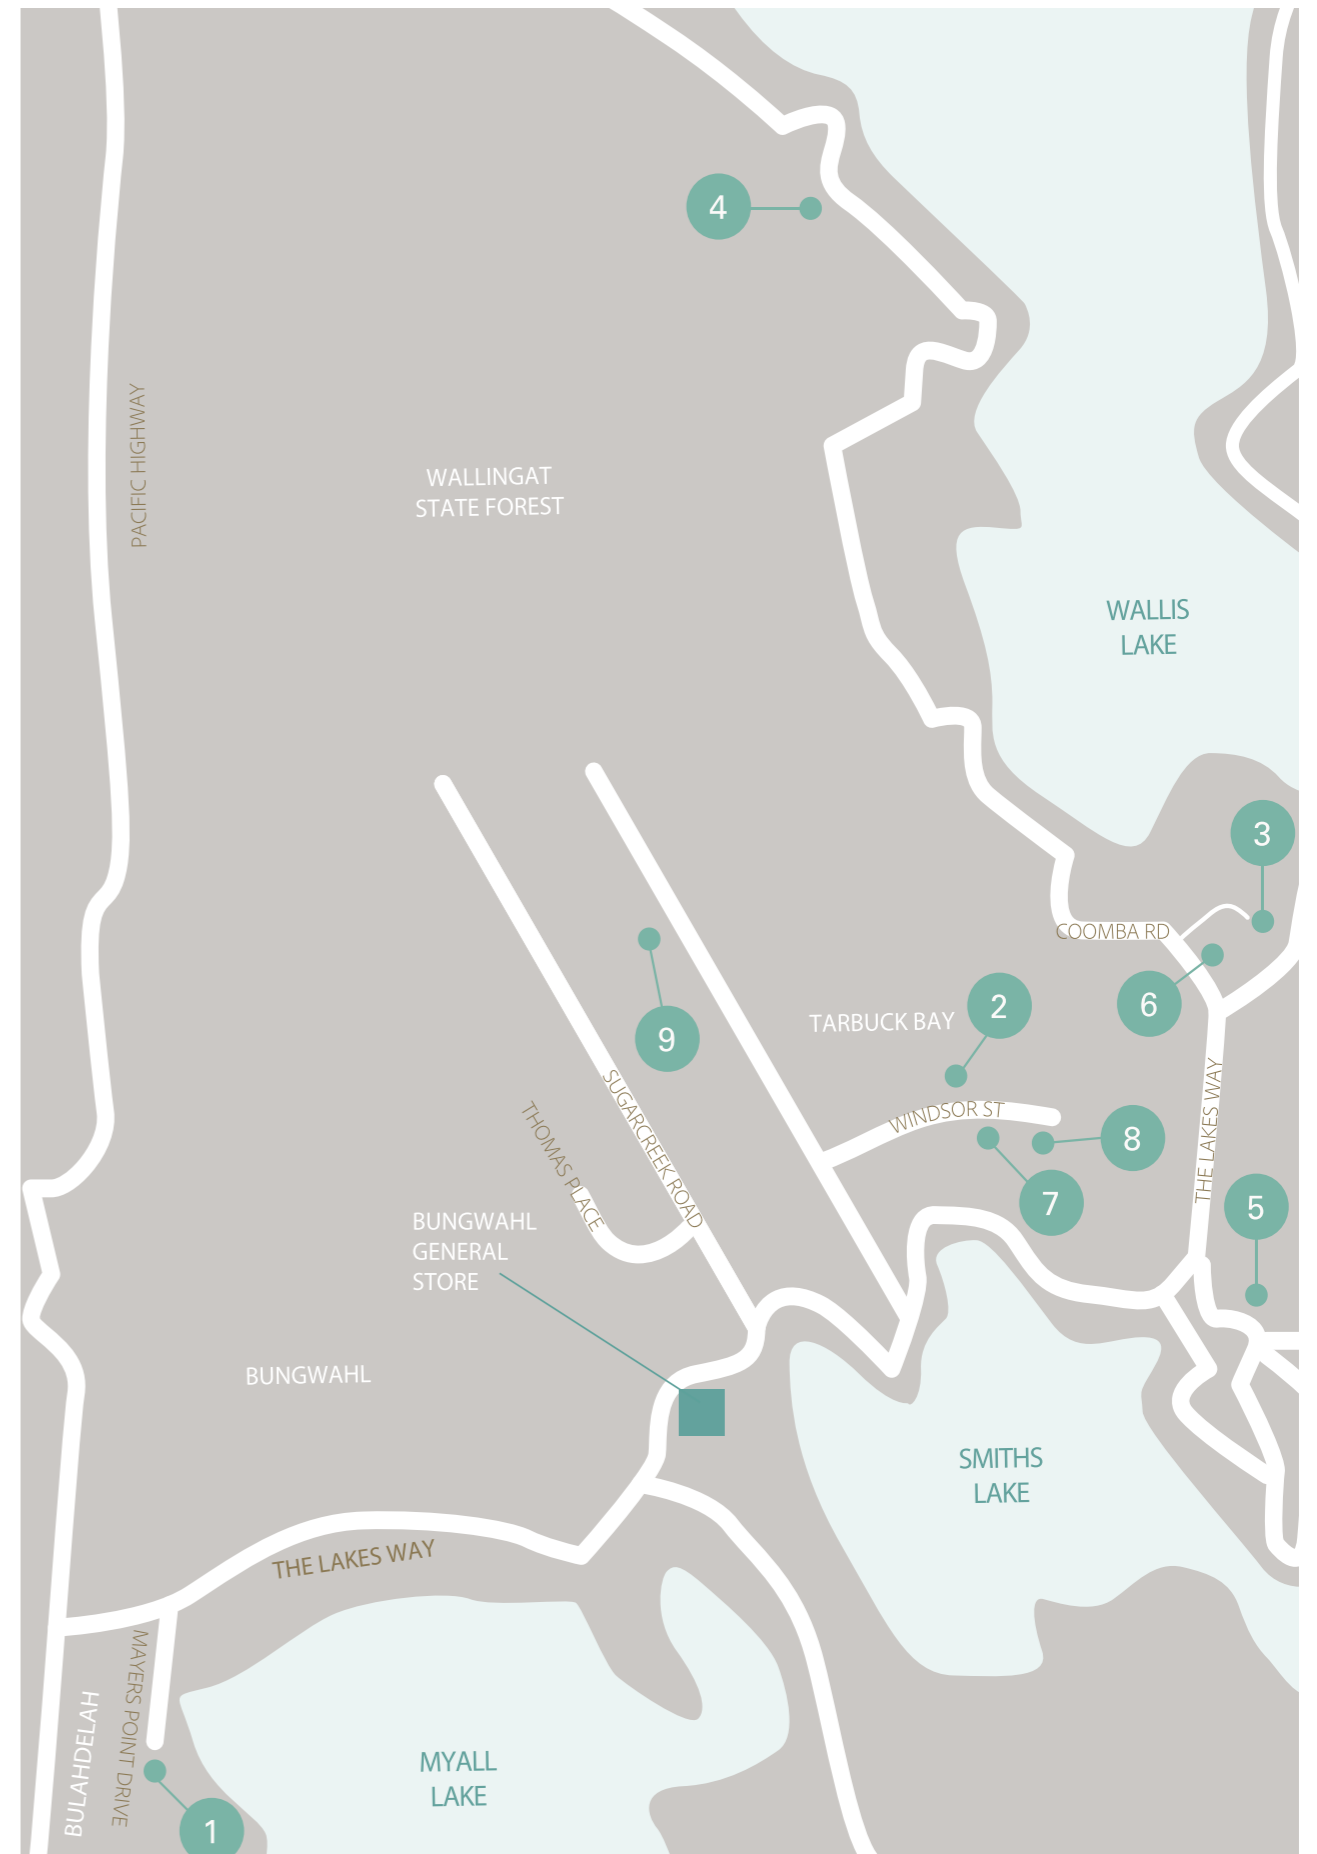 4
PACIFIC HIGHWAY
WALLINGAT
STATE FOREST
WALLIS
LAKE
3
COOMBA RD
9
TARBUCK BAY
2
6
SUGARCREEK ROAD
THOMAS PLACE
WINDSOR ST
THE LAKES WAY
8
7
5
BUNGWAHL
GENERAL
STORE
BUNGWAHL
SMITHS
LAKE
THE LAKES WAY
MAYERS POINT DRIVE
BULAHDELAH
MYALL
LAKE
1